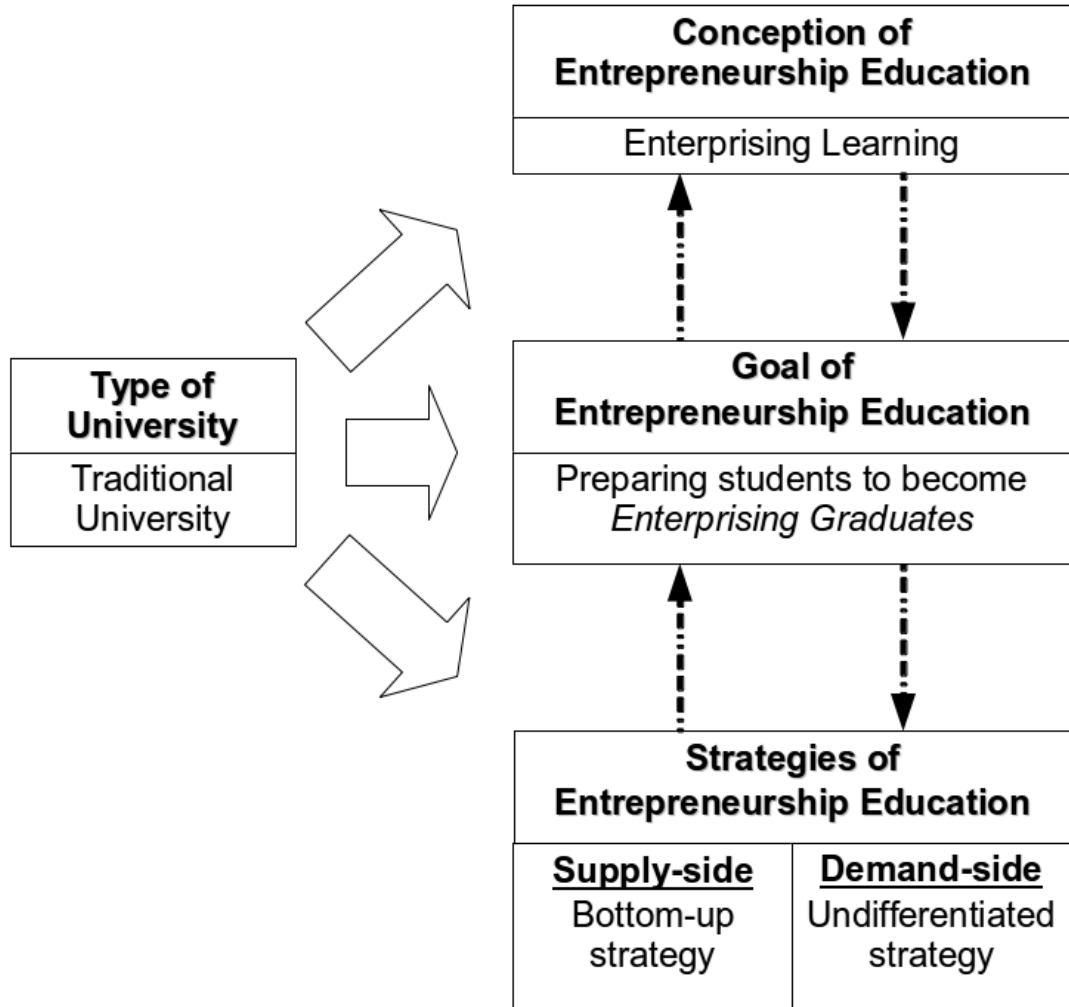 Conception of
Entrepreneurship Education
Enterprising Learning
Type of
University
Traditional
University
Goal of
Entrepreneurship Education
Preparing students to become
Enterprising Graduates
Strategies of
Entrepreneurship Education
Supply-side
Bottom-up
strategy
Demand-side
Undifferentiated
strategy